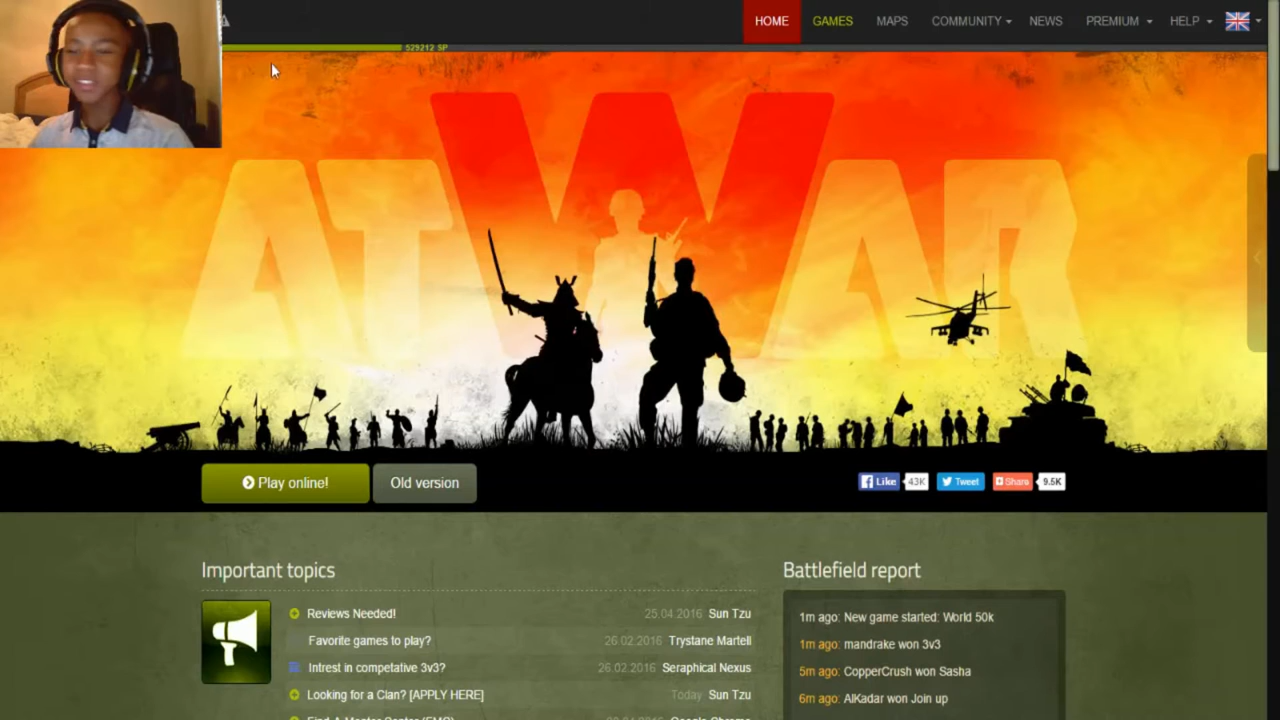 HOME GAMES MAPS COMMUNITY NEWS PREMIUM HELP
529212 SP
ATWAR
Play online! Old version
Like 43K Tweet Share 9.5K
Important topics
Reviews Needed! 25.04.2016 Sun Tzu
Favorite games to play? 26.02.2016 Trystane Martell
Intrest in competative 3v3? 26.02.2016 Seraphical Nexus
Looking for a Clan? [APPLY HERE] Today Sun Tzu
Battlefield report
1m ago: New game started: World 50k
1m ago: mandrake won 3v3
5m ago: CopperCrush won Sasha
6m ago: AlKadar won Join up